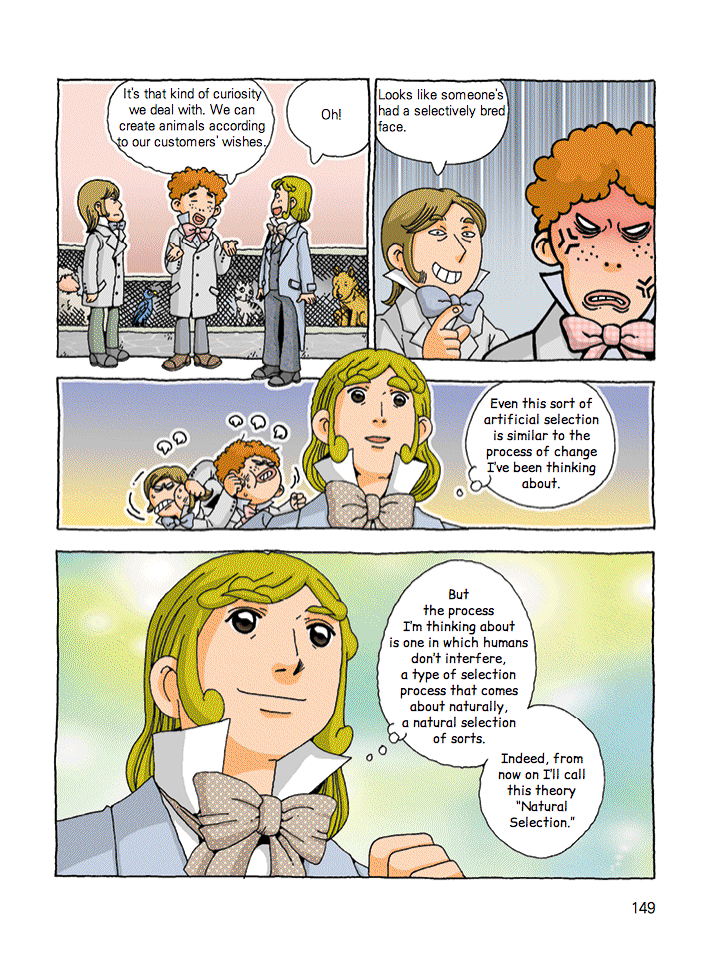 It's that kind of curiosity
we deal with. We can
create animals according
to our customers' wishes.
Oh!
Looks like someone's
had a selectively bred
face.
Even this sort of
artificial selection
is similar to the
process of change
I've been thinking
about.
But
the process
I'm thinking about
is one in which humans
don't interfere,
a type of selection
process that comes
about naturally,
a natural selection
of sorts.
Indeed, from
now on I'll call
this theory
"Natural
Selection."
149